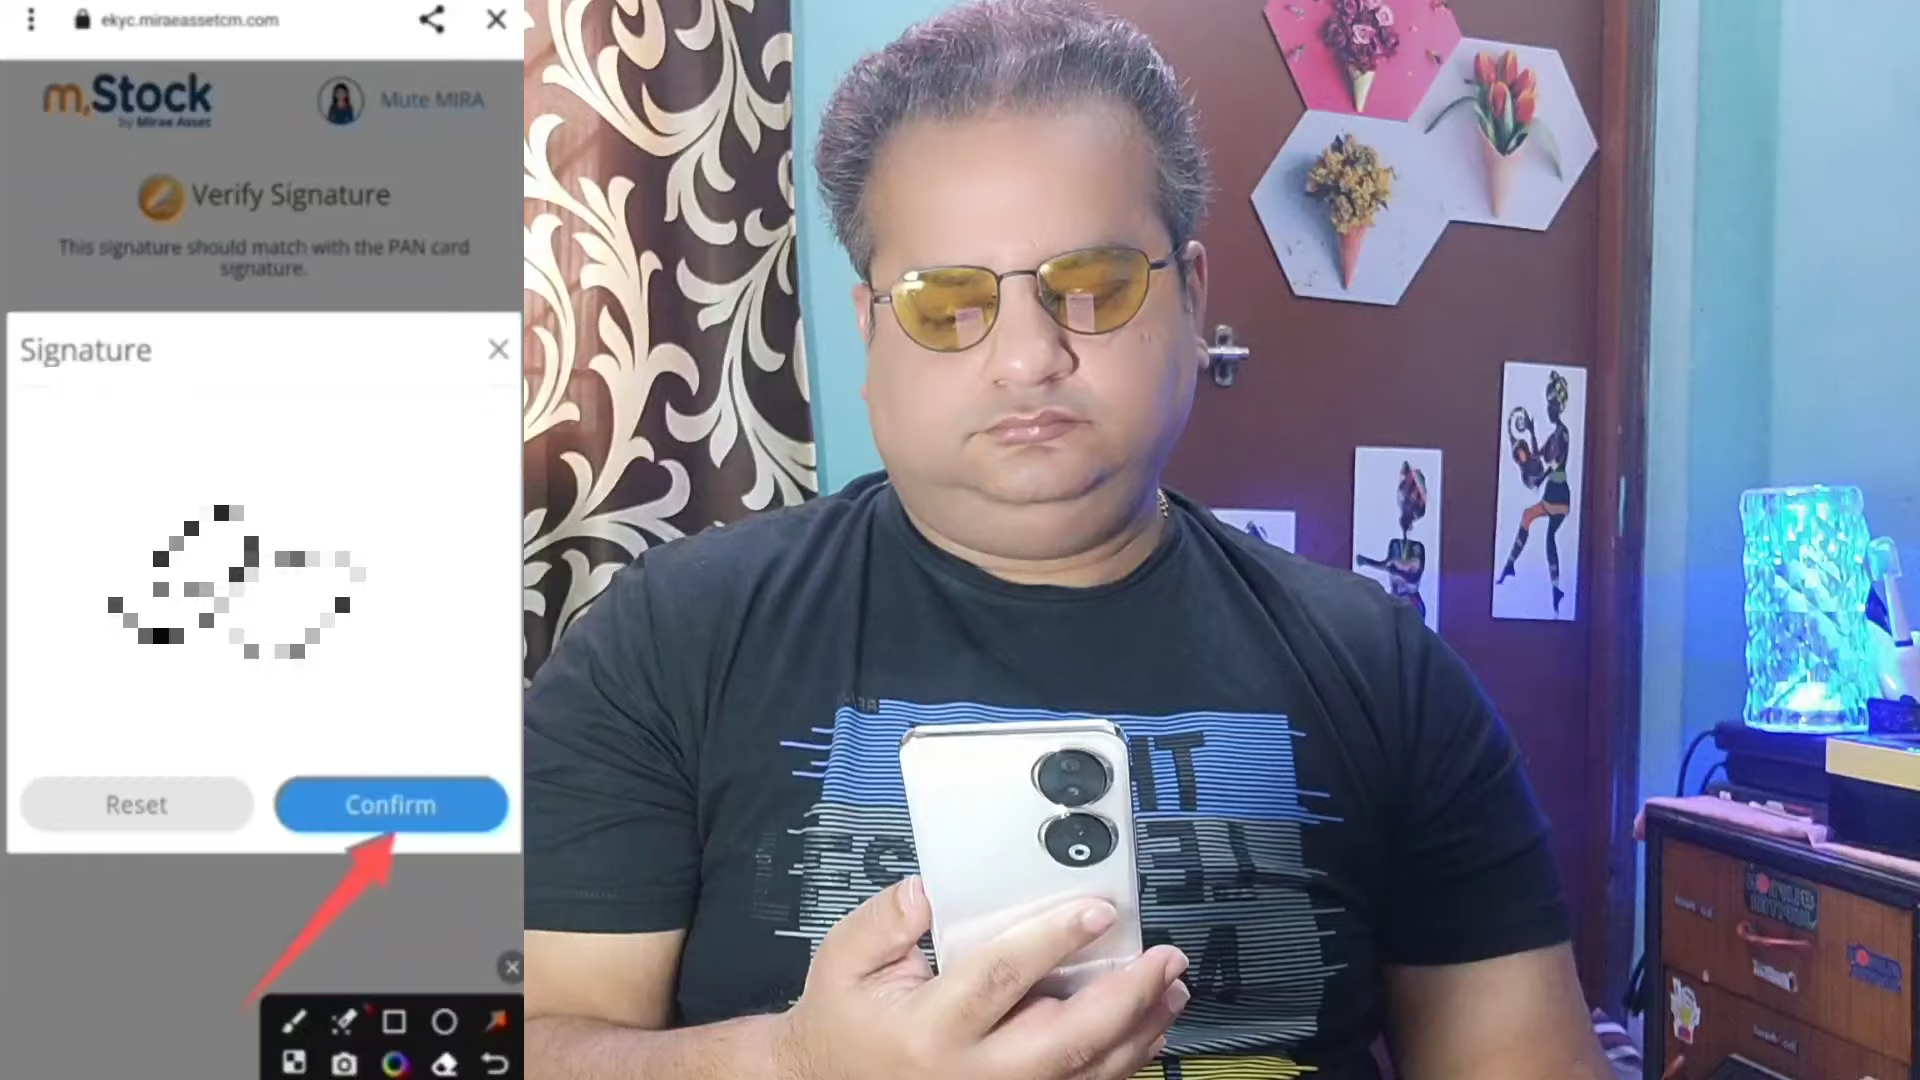 ekyc.miraeassetcm.com
m.Stock
by Mirae Asset
Mute MIRA
Verify Signature
This signature should match with the PAN card
signature.
Signature
Reset
Confirm